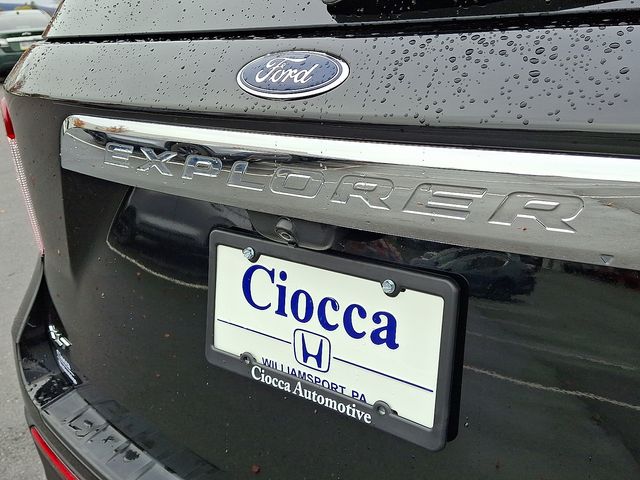 Ford
EXPLORER
Ciocca
WILLIAMSPORT, PA
Ciocca Automotive